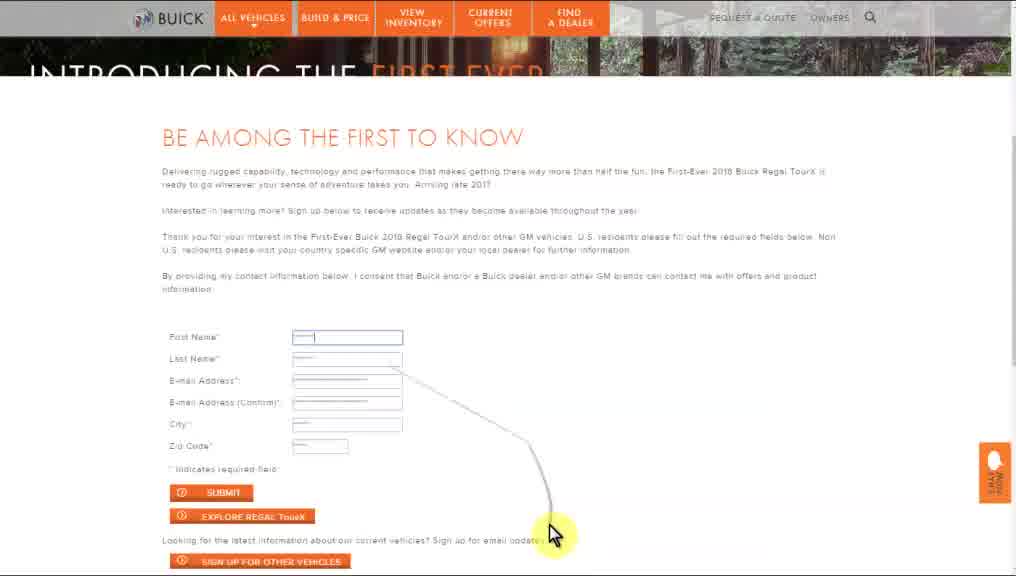 BUICK
ALL VEHICLES
BUILD & PRICE
VIEW INVENTORY
CURRENT OFFERS
FIND A DEALER
REQUEST A QUOTE
OWNERS
INTRODUCING THE FIRST-EVER
BE AMONG THE FIRST TO KNOW
Delivering rugged capability, technology and performance that makes getting there way more than half the fun, the First-Ever 2018 Buick Regal TourX is
ready to go wherever your sense of adventure takes you. Arriving late 2017
Interested in learning more? Sign up below to receive updates as they become available throughout the year.
Thank you for your interest in the First-Ever Buick 2018 Regal TourX and/or other GM vehicles. U.S. residents please fill out the required fields below. Non
U.S. residents please visit your country specific GM website and/or your local dealer for further information.
By providing my contact information below, I consent that Buick and/or a Buick dealer and/or other GM brands can contact me with offers and product
information.
First Name*
Last Name*
E-mail Address*:
E-mail Address (Confirm)*:
City*:
Zip Code*
* Indicates required field
SUBMIT
EXPLORE REGAL TourX
Looking for the latest information about our current vehicles? Sign up for email updates
SIGN UP FOR OTHER VEHICLES